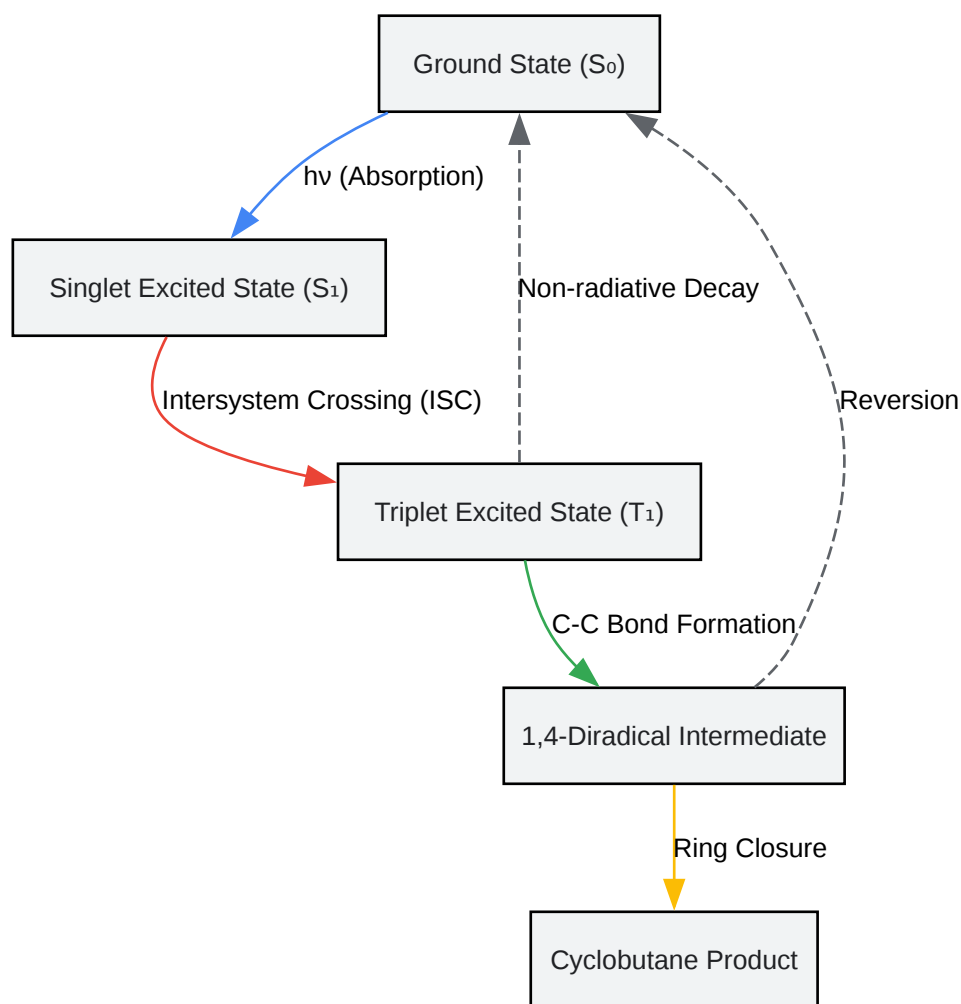 Ground State (S₀)
hν (Absorption)
Singlet Excited State (S₁)
Non-radiative Decay
Intersystem Crossing (ISC)
Reversion
Triplet Excited State (T₁)
C-C Bond Formation
1,4-Diradical Intermediate
Ring Closure
Cyclobutane Product